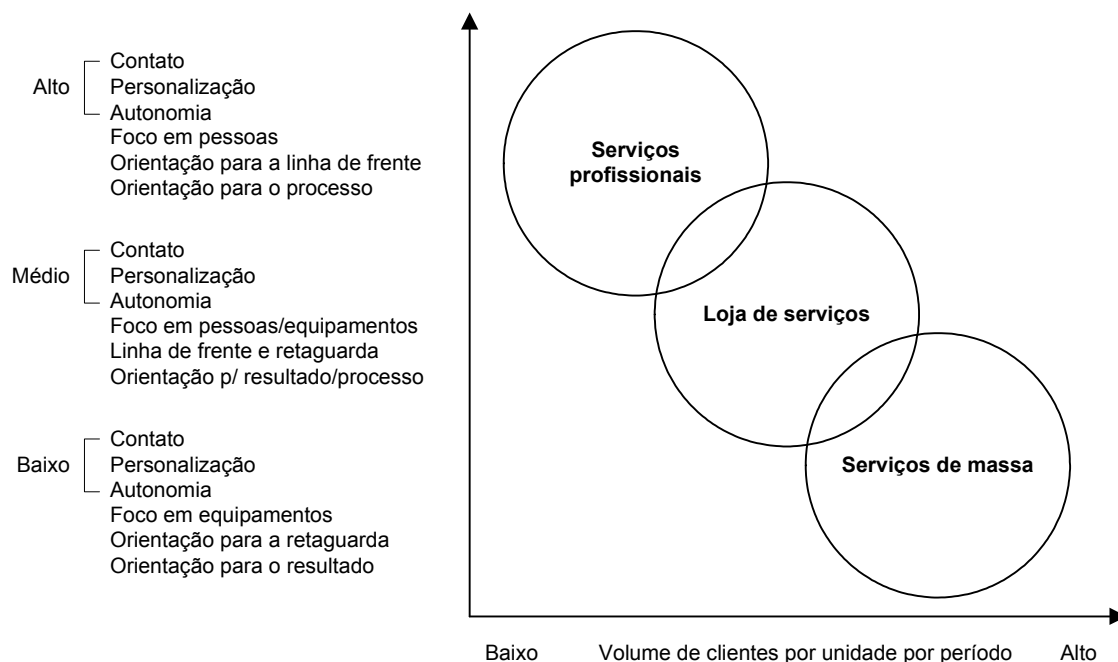 Alto
Contato
Personalização
Autonomia
Foco em pessoas
Orientação para a linha de frente
Orientação para o processo
Médio
Contato
Personalização
Autonomia
Foco em pessoas/equipamentos
Linha de frente e retaguarda
Orientação p/ resultado/processo
Baixo
Contato
Personalização
Autonomia
Foco em equipamentos
Orientação para a retaguarda
Orientação para o resultado
Serviços
profissionais
Loja de serviços
Serviços de massa
Baixo Volume de clientes por unidade por período Alto